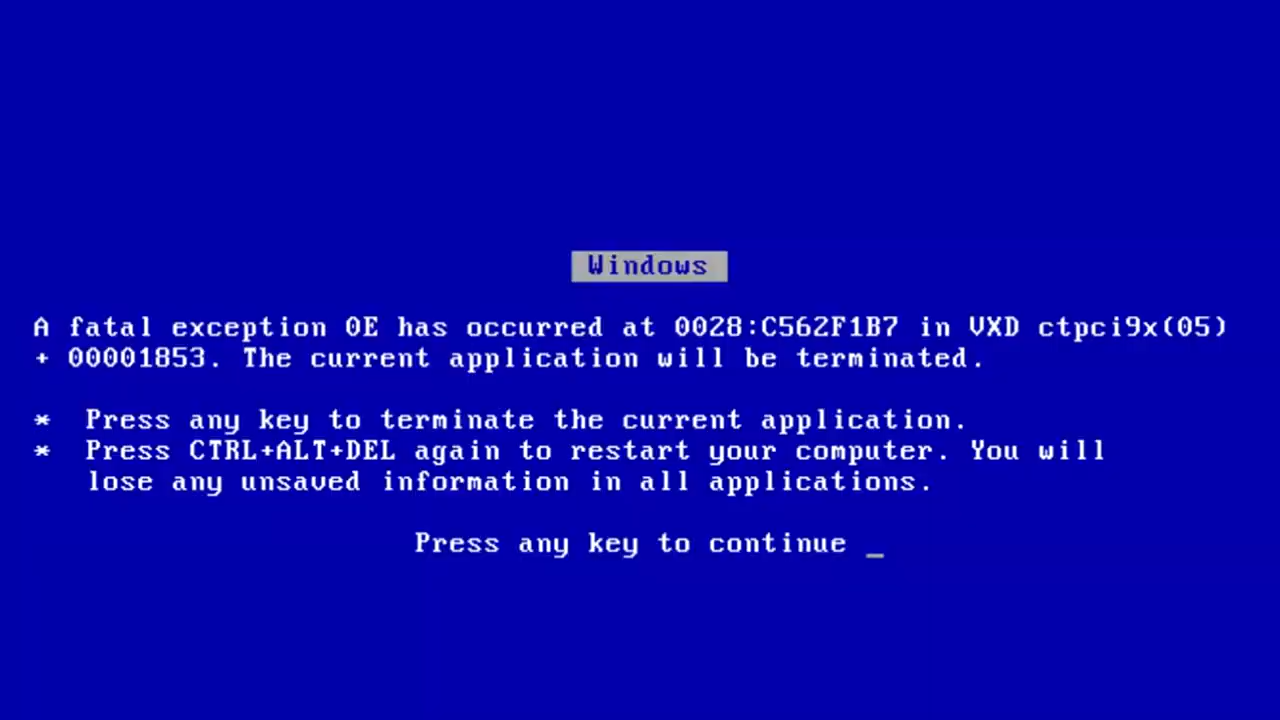 Windows
A fatal exception 0E has occurred at 0028:C562F1B7 in VXD ctpci9x(05)
+ 00001853. The current application will be terminated.
* Press any key to terminate the current application.
* Press CTRL+ALT+DEL again to restart your computer. You will
lose any unsaved information in all applications.
Press any key to continue _